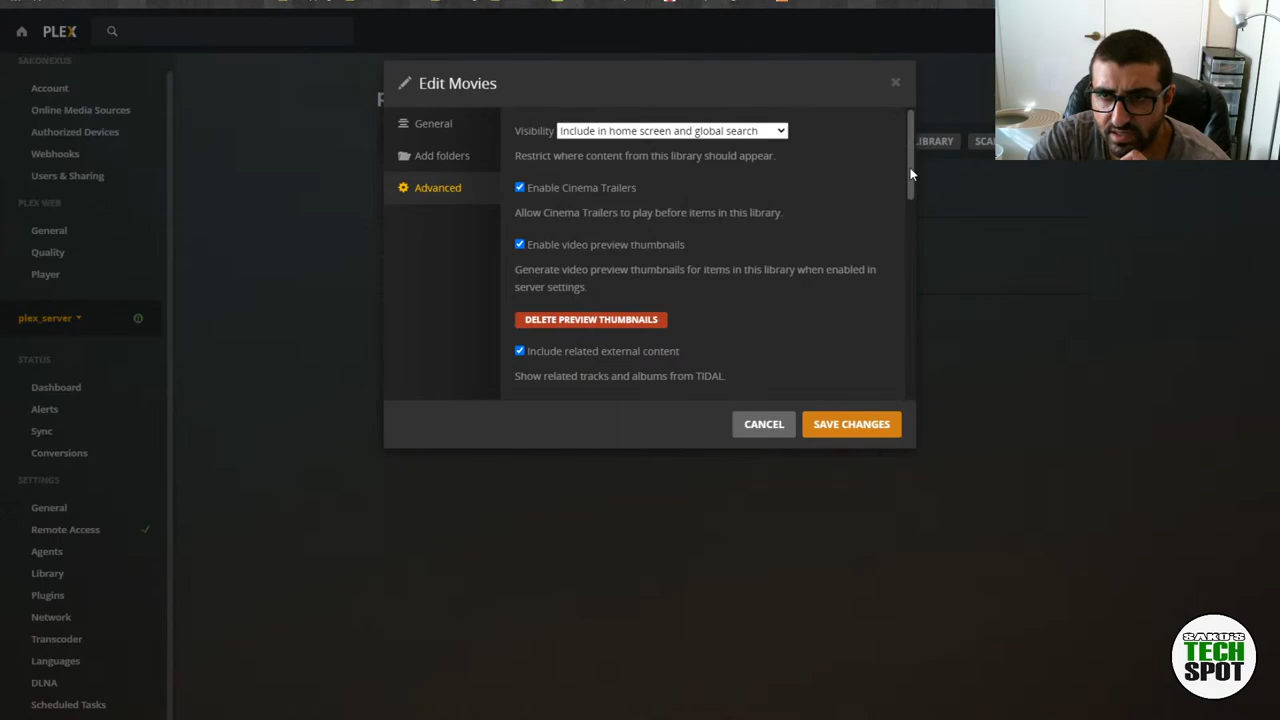 PLEX
SAKONEXUS
Account
Online Media Sources
Authorized Devices
Webhooks
Users & Sharing
PLEX WEB
General
Quality
Player
plex_server
STATUS
Dashboard
Alerts
Sync
Conversions
SETTINGS
General
Remote Access
Agents
Library
Plugins
Network
Transcoder
Languages
DLNA
Scheduled Tasks
Edit Movies
General
Add folders
Advanced
Visibility Include in home screen and global search
Restrict where content from this library should appear.
Enable Cinema Trailers
Allow Cinema Trailers to play before items in this library.
Enable video preview thumbnails
Generate video preview thumbnails for items in this library when enabled in
server settings.
DELETE PREVIEW THUMBNAILS
Include related external content
Show related tracks and albums from TIDAL.
CANCEL
SAVE CHANGES
SAKO'S
TECH
SPOT